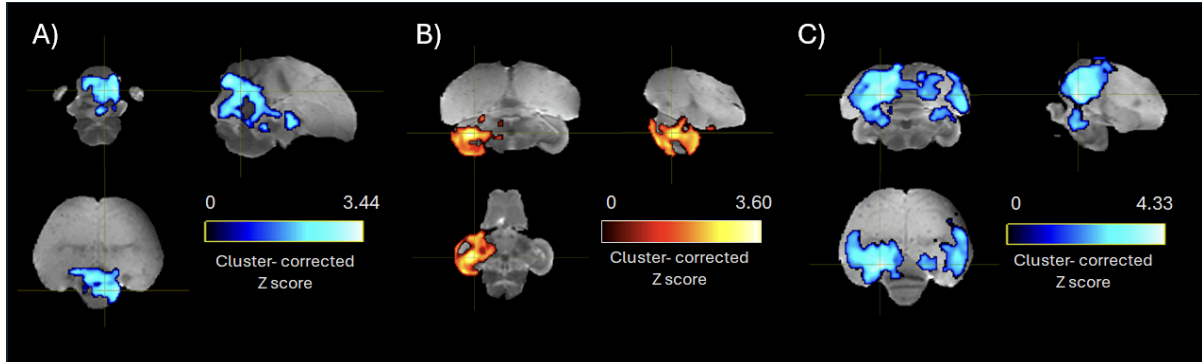 A)
B)
C)
0 3.44
Cluster- corrected
Z score
0 3.60
Cluster- corrected
Z score
0 4.33
Cluster- corrected
Z score